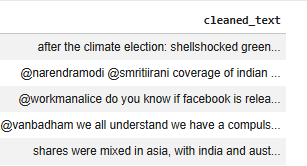 cleaned_text
after the climate election: shellshocked green...
@narendramodi @smritiirani coverage of indian ...
@workmanalice do you know if facebook is relea...
@vanbadham we all understand we have a compuls...
shares were mixed in asia, with india and aust...